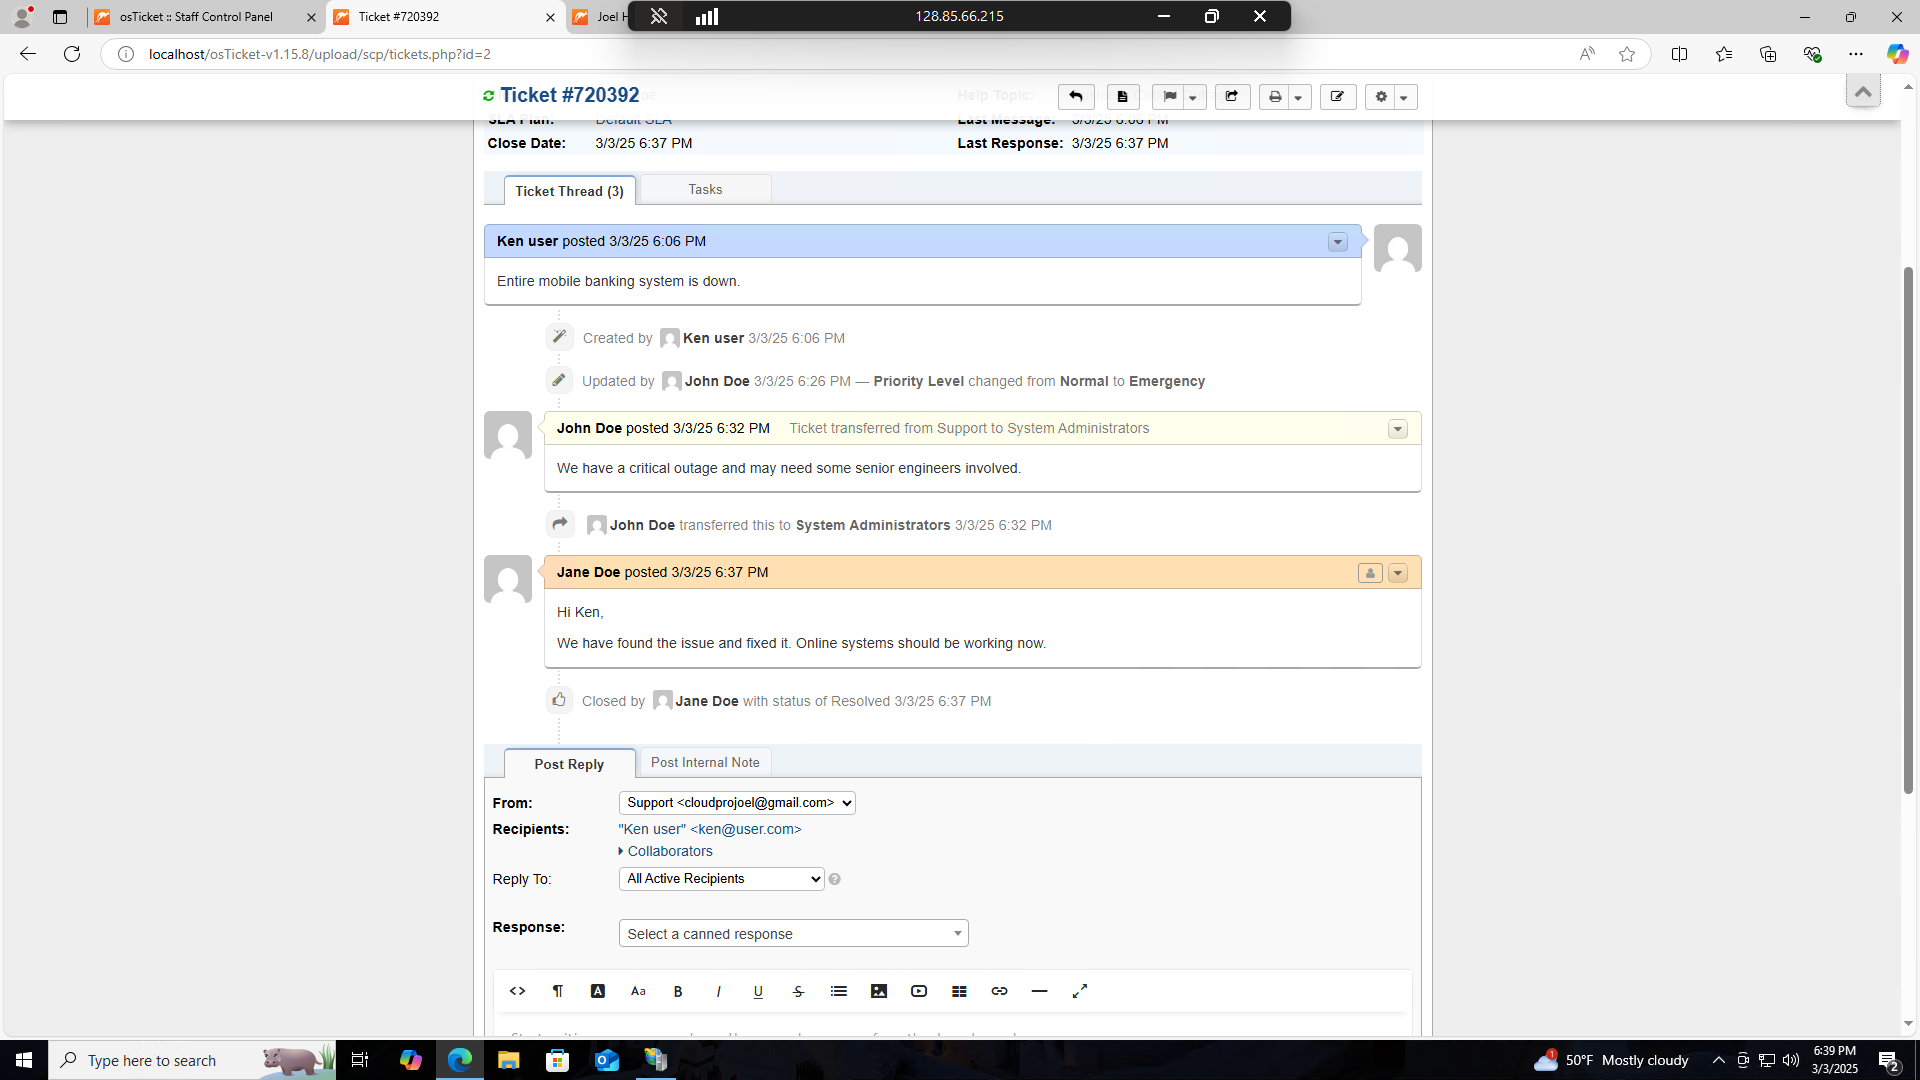 osTicket :: Staff Control Panel
Ticket #720392
Joel H
128.85.66.215
localhost/osTicket-v1.15.8/upload/scp/tickets.php?id=2
Ticket #720392
Help Topic:
SLA Plan: Default SLA
Last Message: 3/3/25 6:06 PM
Close Date: 3/3/25 6:37 PM
Last Response: 3/3/25 6:37 PM
Ticket Thread (3)
Tasks
Ken user posted 3/3/25 6:06 PM
Entire mobile banking system is down.
Created by Ken user 3/3/25 6:06 PM
Updated by John Doe 3/3/25 6:26 PM — Priority Level changed from Normal to Emergency
John Doe posted 3/3/25 6:32 PM Ticket transferred from Support to System Administrators
We have a critical outage and may need some senior engineers involved.
John Doe transferred this to System Administrators 3/3/25 6:32 PM
Jane Doe posted 3/3/25 6:37 PM
Hi Ken,
We have found the issue and fixed it. Online systems should be working now.
Closed by Jane Doe with status of Resolved 3/3/25 6:37 PM
Post Reply
Post Internal Note
From: Support <cloudprojoel@gmail.com>
Recipients: "Ken user" <ken@user.com>
Collaborators
Reply To: All Active Recipients
Response: Select a canned response
Type here to search
1
50°F Mostly cloudy
6:39 PM
3/3/2025
2